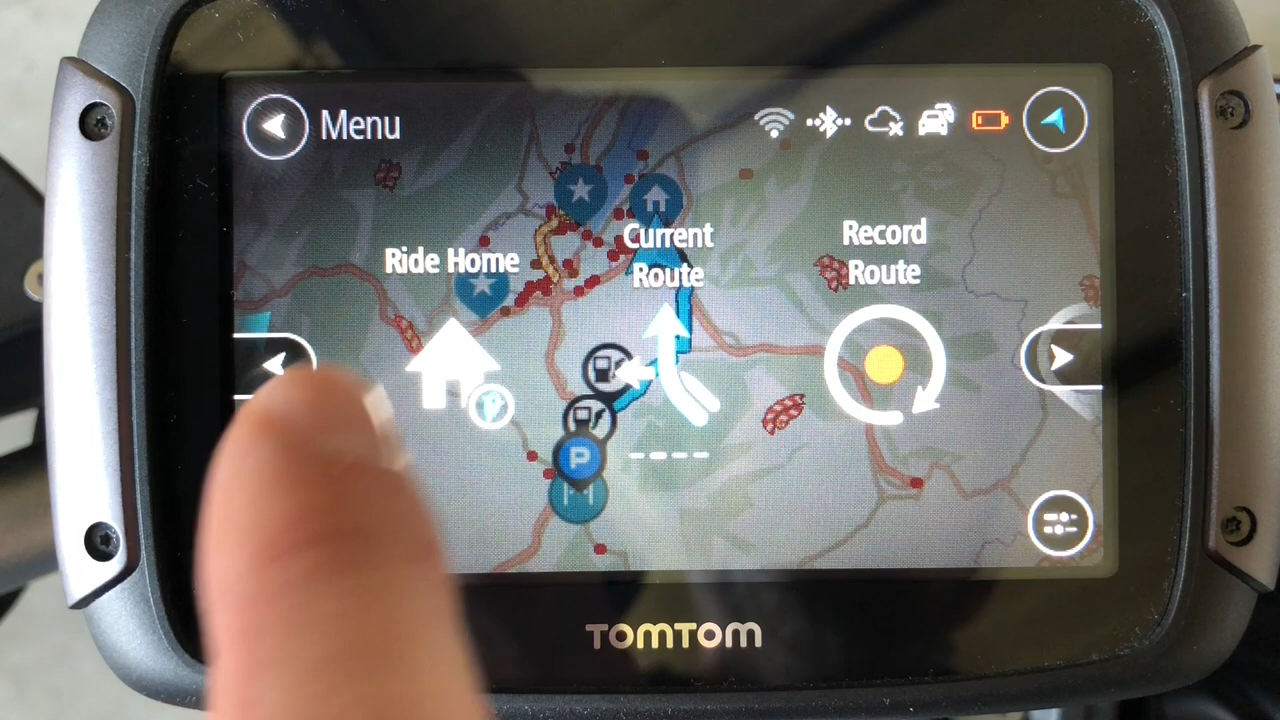 Menu
Ride Home
Current
Route
Record
Route
P
TOMTOM